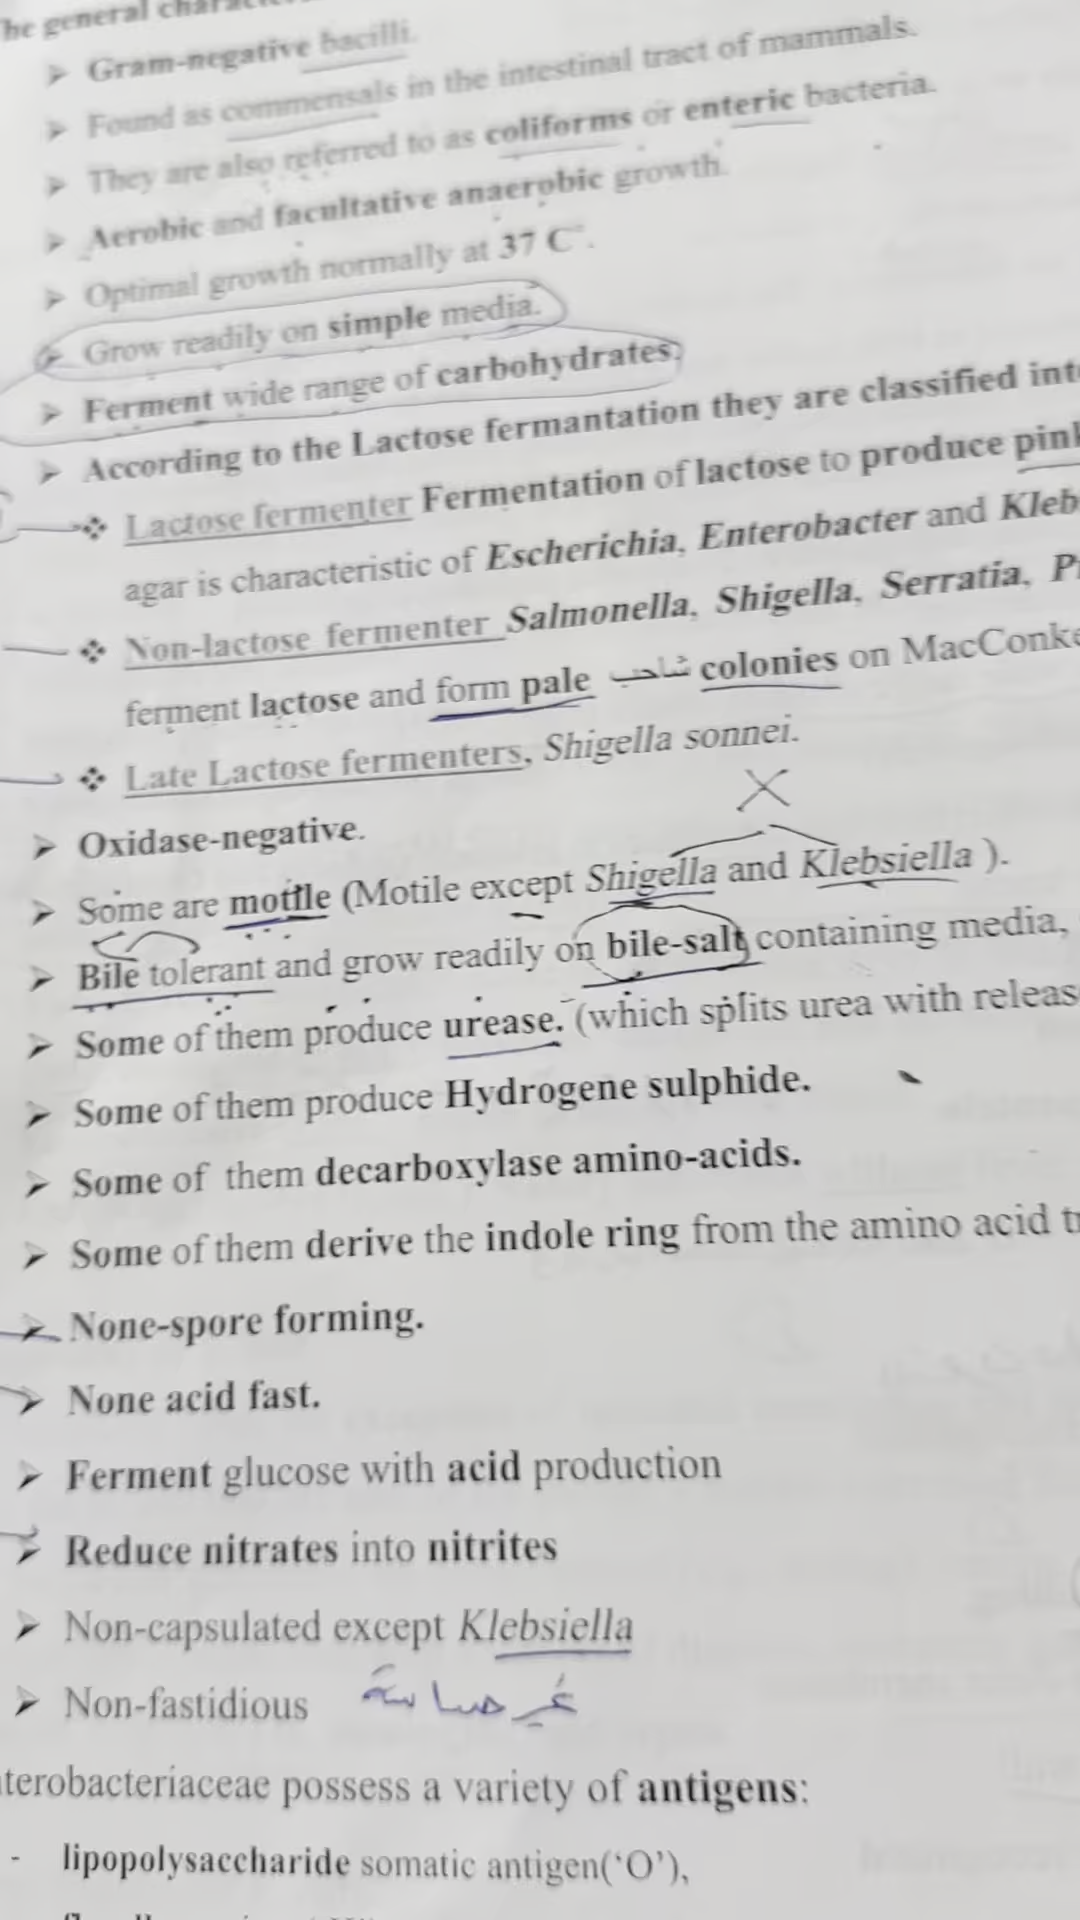 The general
➤ Gram-negative bacilli.
➤ Found as commensals in the intestinal tract of mammals.
➤ They are also referred to as coliforms or enteric bacteria.
➤ Aerobic and facultative anaerobic growth.
➤ Optimal growth normally at 37 C°.
➤ Grow readily on simple media.
➤ Ferment wide range of carbohydrates.
➤ According to the Lactose fermantation they are classified int
❖ Lactose fermenter Fermentation of lactose to produce pin
agar is characteristic of Escherichia, Enterobacter and Kleb
❖ Non-lactose fermenter Salmonella, Shigella, Serratia, P
ferment lactose and form pale شاحب colonies on MacConke
❖ Late Lactose fermenters, Shigella sonnei.
➤ Oxidase-negative.
➤ Some are motile (Motile except Shigella and Klebsiella ).
➤ Bile tolerant and grow readily on bile-salt containing media,
➤ Some of them produce urease. (which splits urea with releas
➤ Some of them produce Hydrogene sulphide.
➤ Some of them decarboxylase amino-acids.
➤ Some of them derive the indole ring from the amino acid t
➤ None-spore forming.
➤ None acid fast.
➤ Ferment glucose with acid production
➤ Reduce nitrates into nitrites
➤ Non-capsulated except Klebsiella
➤ Non-fastidious غير حساسة
nterobacteriaceae possess a variety of antigens:
- lipopolysaccharide somatic antigen(‘O’),